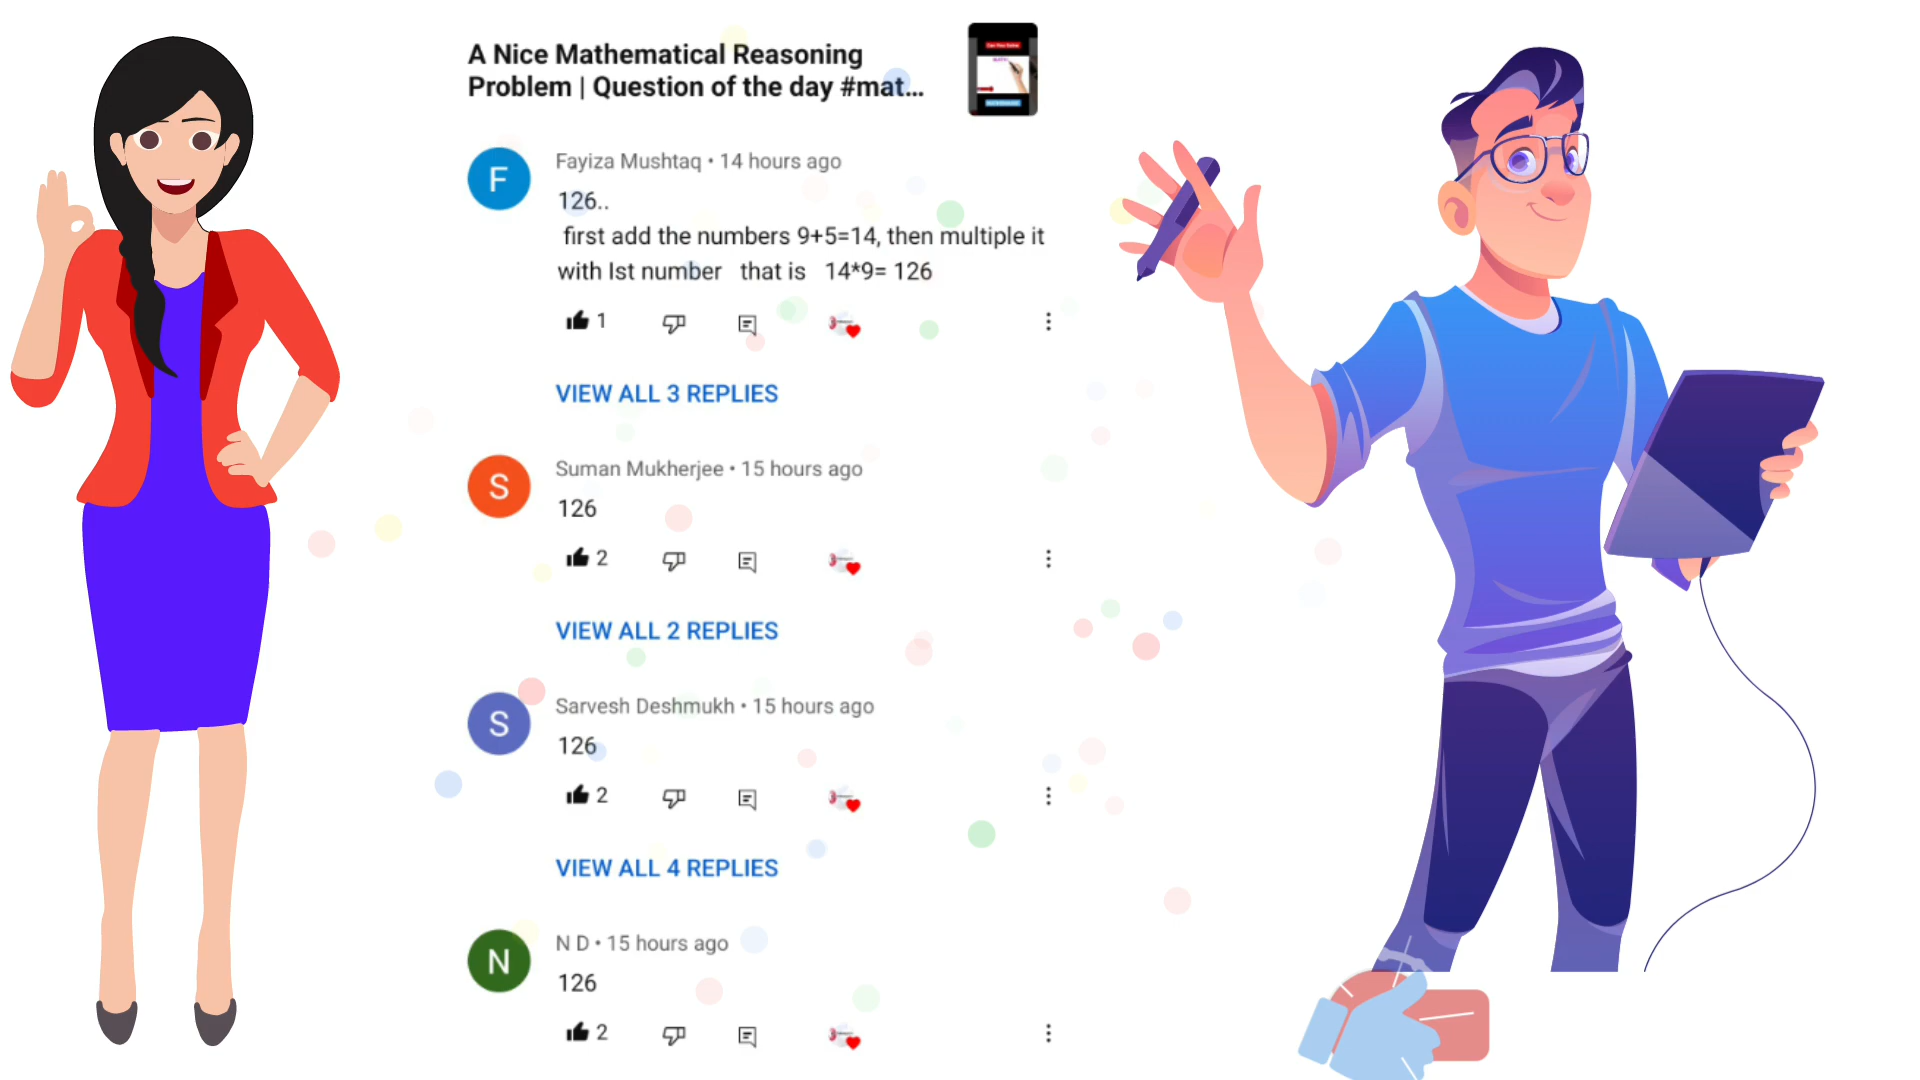 A Nice Mathematical Reasoning
Problem | Question of the day #mat...
F
Fayiza Mushtaq • 14 hours ago
126..
first add the numbers 9+5=14, then multiple it
with Ist number that is 14*9= 126
1
VIEW ALL 3 REPLIES
S
Suman Mukherjee • 15 hours ago
126
2
VIEW ALL 2 REPLIES
S
Sarvesh Deshmukh • 15 hours ago
126
2
VIEW ALL 4 REPLIES
N
N D • 15 hours ago
126
2